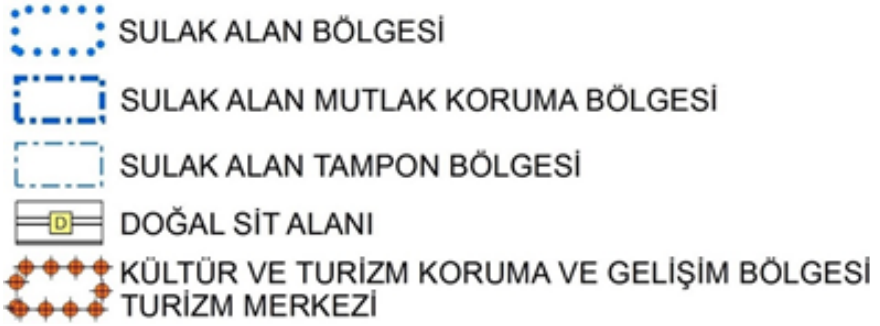 SULAK ALAN BÖLGESİ
SULAK ALAN MUTLAK KORUMA BÖLGESİ
SULAK ALAN TAMPON BÖLGESİ
D DOĞAL SİT ALANI
KÜLTÜR VE TURİZM KORUMA VE GELİŞİM BÖLGESİ
TURİZM MERKEZİ